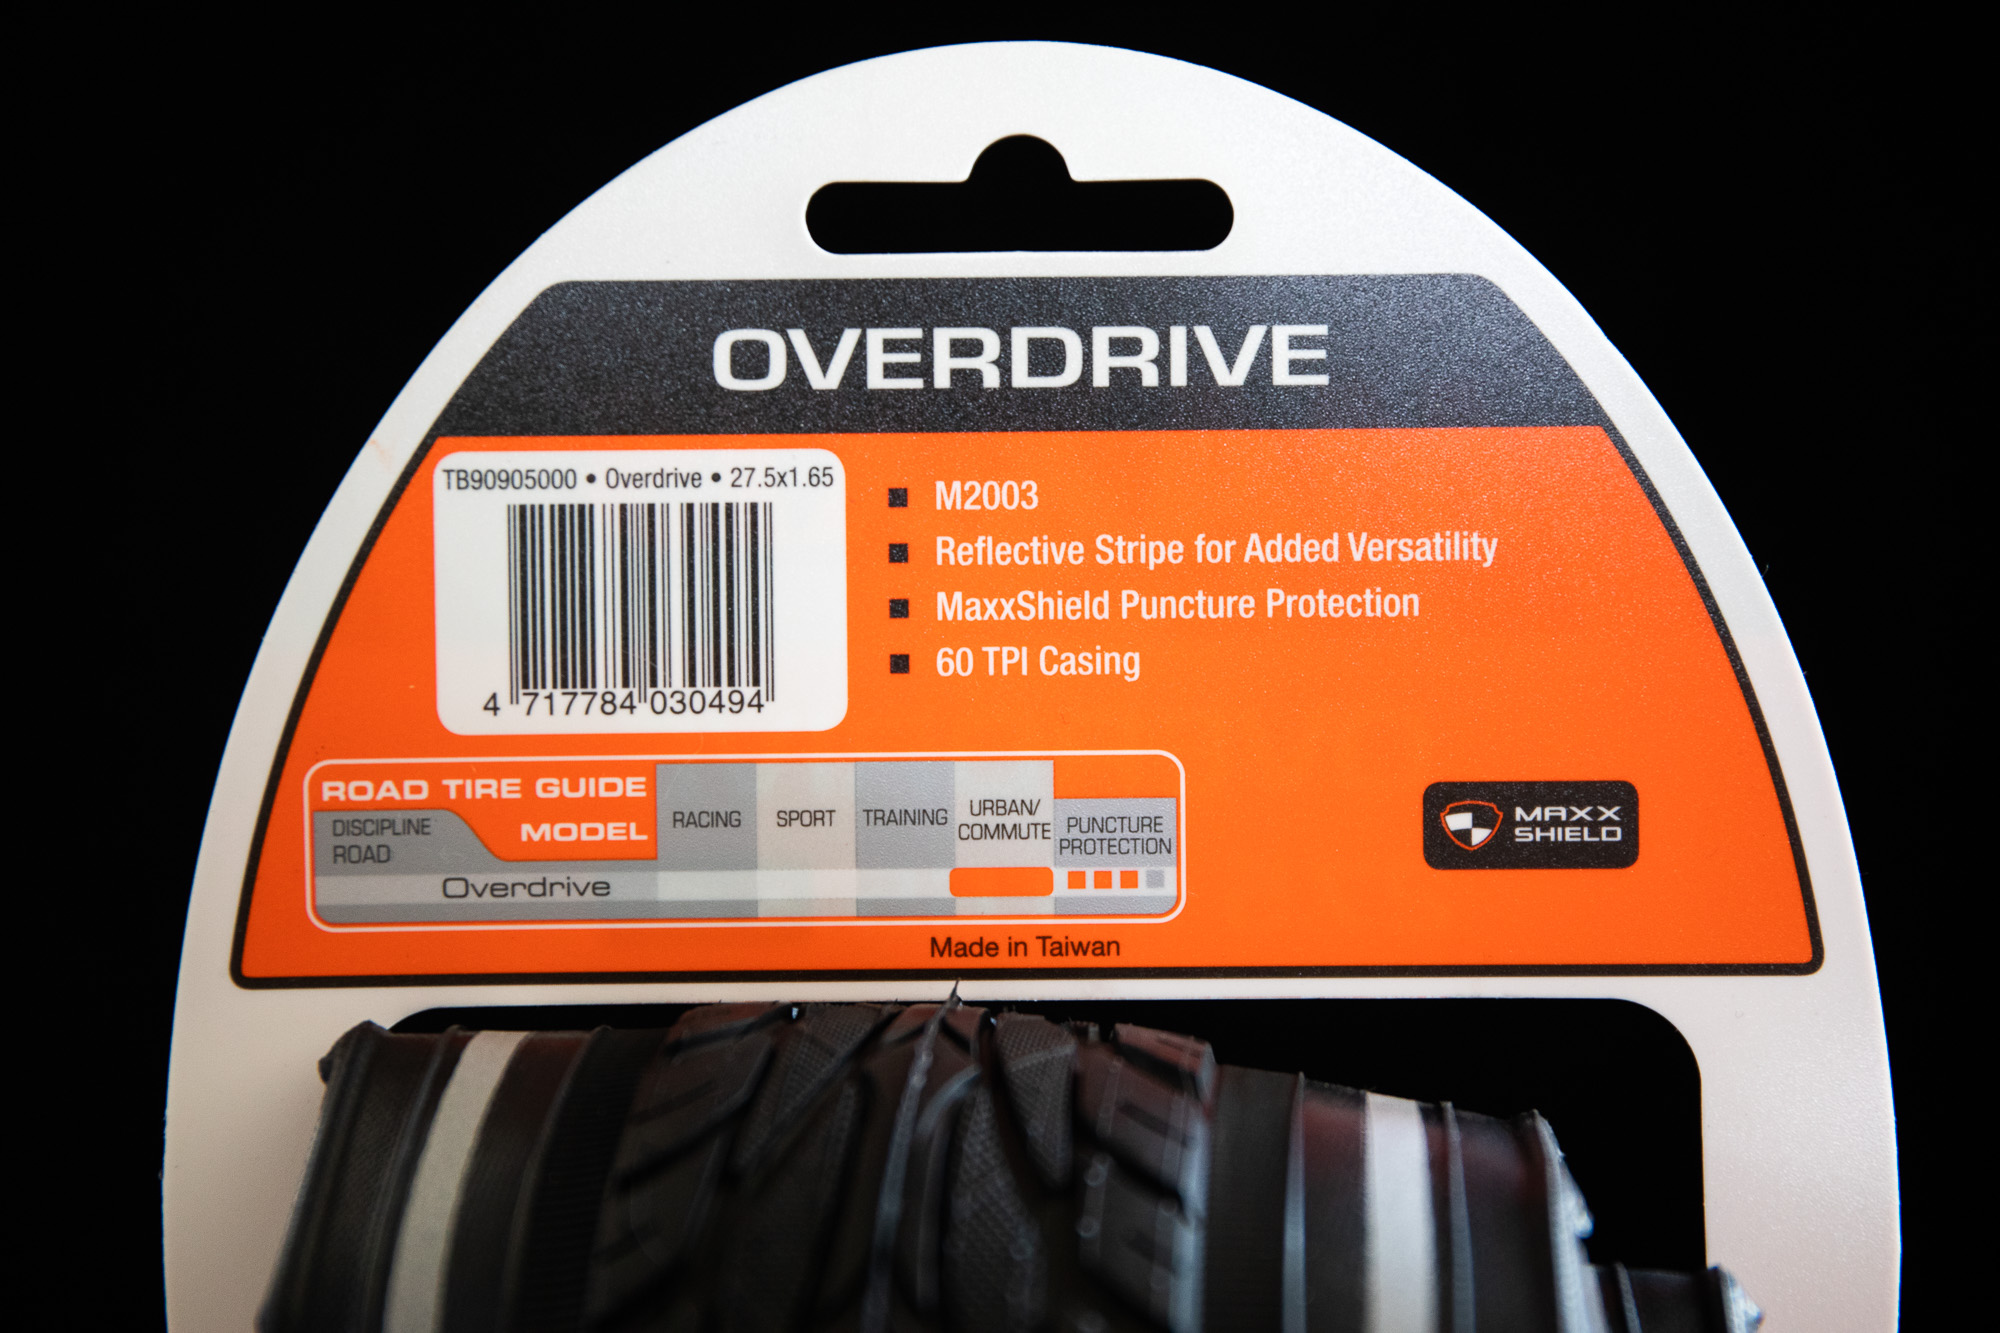 OVERDRIVE
TB90905000 • Overdrive • 27.5x1.65
4 717784 030494
■ M2003
■ Reflective Stripe for Added Versatility
■ MaxxShield Puncture Protection
■ 60 TPI Casing
ROAD TIRE GUIDE
DISCIPLINE
ROAD
MODEL
RACING
SPORT
TRAINING
URBAN/
COMMUTE
PUNCTURE
PROTECTION
Overdrive
MAXX
SHIELD
Made in Taiwan